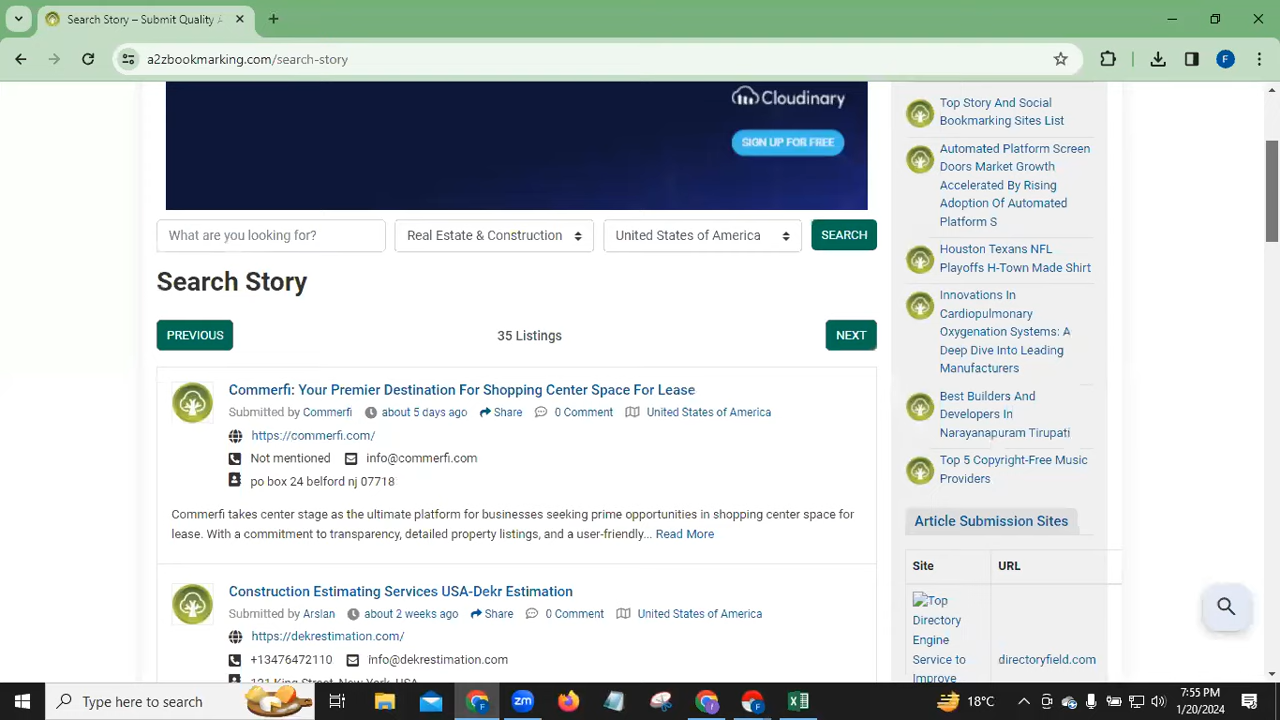 Search Story – Submit Quality A
a2zbookmarking.com/search-story
F
Cloudinary
SIGN UP FOR FREE
What are you looking for?
Real Estate & Construction
United States of America
SEARCH
Search Story
PREVIOUS
35 Listings
NEXT
Commerfi: Your Premier Destination For Shopping Center Space For Lease
Submitted by Commerfi about 5 days ago Share 0 Comment United States of America
https://commerfi.com/
Not mentioned info@commerfi.com
po box 24 belford nj 07718
Commerfi takes center stage as the ultimate platform for businesses seeking prime opportunities in shopping center space for
lease. With a commitment to transparency, detailed property listings, and a user-friendly... Read More
Construction Estimating Services USA-Dekr Estimation
Submitted by Arslan about 2 weeks ago Share 0 Comment United States of America
https://dekrestimation.com/
+13476472110 info@dekrestimation.com
121 King Street, New York, USA
Top Story And Social
Bookmarking Sites List
Automated Platform Screen
Doors Market Growth
Accelerated By Rising
Adoption Of Automated
Platform S
Houston Texans NFL
Playoffs H-Town Made Shirt
Innovations In
Cardiopulmonary
Oxygenation Systems: A
Deep Dive Into Leading
Manufacturers
Best Builders And
Developers In
Narayanapuram Tirupati
Top 5 Copyright-Free Music
Providers
Article Submission Sites
Site URL
Top
Directory
Engine
Service to
Improve
directoryfield.com
Type here to search
18°C
7:55 PM
1/20/2024